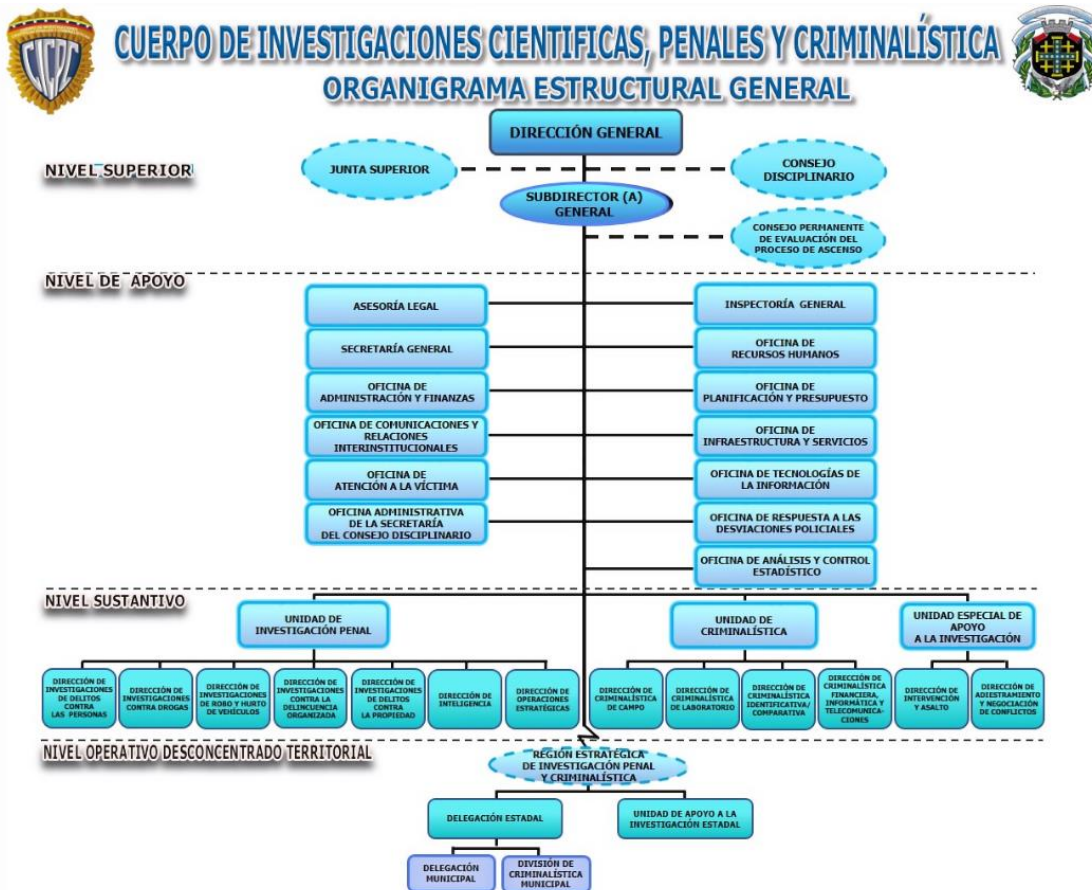 CICPC
CUERPO DE INVESTIGACIONES CIENTIFICAS, PENALES Y CRIMINALÍSTICA
ORGANIGRAMA ESTRUCTURAL GENERAL
DIRECCIÓN GENERAL
NIVEL SUPERIOR
JUNTA SUPERIOR
CONSEJO
DISCIPLINARIO
SUBDIRECTOR (A)
GENERAL
CONSEJO PERMANENTE
DE EVALUACIÓN DEL
PROCESO DE ASCENSO
NIVEL DE APOYO
ASESORÍA LEGAL
INSPECTORÍA GENERAL
SECRETARÍA GENERAL
OFICINA DE
RECURSOS HUMANOS
OFICINA DE
ADMINISTRACIÓN Y FINANZAS
OFICINA DE
PLANIFICACIÓN Y PRESUPUESTO
OFICINA DE COMUNICACIONES Y
RELACIONES
INTERINSTITUCIONALES
OFICINA DE
INFRAESTRUCTURA Y SERVICIOS
OFICINA DE
ATENCIÓN A LA VÍCTIMA
OFICINA DE TECNOLOGÍAS DE
LA INFORMACIÓN
OFICINA ADMINISTRATIVA
DE LA SECRETARÍA
DEL CONSEJO DISCIPLINARIO
OFICINA DE RESPUESTA A LAS
DESVIACIONES POLICIALES
OFICINA DE ANÁLISIS Y CONTROL
ESTADÍSTICO
NIVEL SUSTANTIVO
UNIDAD DE
INVESTIGACIÓN PENAL
UNIDAD DE
CRIMINALÍSTICA
UNIDAD ESPECIAL DE
APOYO
A LA INVESTIGACIÓN
DIRECCIÓN DE
INVESTIGACIONES
DE DELITOS
CONTRA
LAS PERSONAS
DIRECCIÓN DE
INVESTIGACIONES
CONTRA DROGAS
DIRECCIÓN DE
INVESTIGACIONES
DE ROBO Y HURTO
DE VEHÍCULOS
DIRECCIÓN DE
INVESTIGACIONES
CONTRA LA
DELINCUENCIA
ORGANIZADA
DIRECCIÓN DE
INVESTIGACIONES
DE DELITOS
CONTRA
LA PROPIEDAD
DIRECCIÓN DE
INTELIGENCIA
DIRECCIÓN DE
OPERACIONES
ESTRATÉGICAS
DIRECCIÓN DE
CRIMINALÍSTICA
DE CAMPO
DIRECCIÓN DE
CRIMINALÍSTICA
DE LABORATORIO
DIRECCIÓN DE
CRIMINALÍSTICA
IDENTIFICATIVA/
COMPARATIVA
DIRECCIÓN DE
CRIMINALÍSTICA
FINANCIERA,
INFORMÁTICA Y
TELECOMUNICA-
CIONES
DIRECCIÓN DE
INTERVENCIÓN
Y ASALTO
DIRECCIÓN DE
ADIESTRAMIENTO
Y NEGOCIACIÓN
DE CONFLICTOS
NIVEL OPERATIVO DESCONCENTRADO TERRITORIAL
REGIÓN ESTRATÉGICA
DE INVESTIGACIÓN PENAL
Y CRIMINALÍSTICA
DELEGACIÓN ESTADAL
UNIDAD DE APOYO A LA
INVESTIGACIÓN ESTADAL
DELEGACIÓN
MUNICIPAL
DIVISIÓN DE
CRIMINALÍSTICA
MUNICIPAL